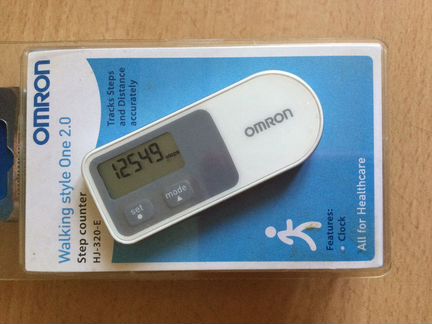 OMRON
Walking style One 2.0
Step counter
HJ-320-E
Tracks Steps
and Distance
accurately
OMRON
12549
set
mode
Features:
• Clock
All for Healthcare